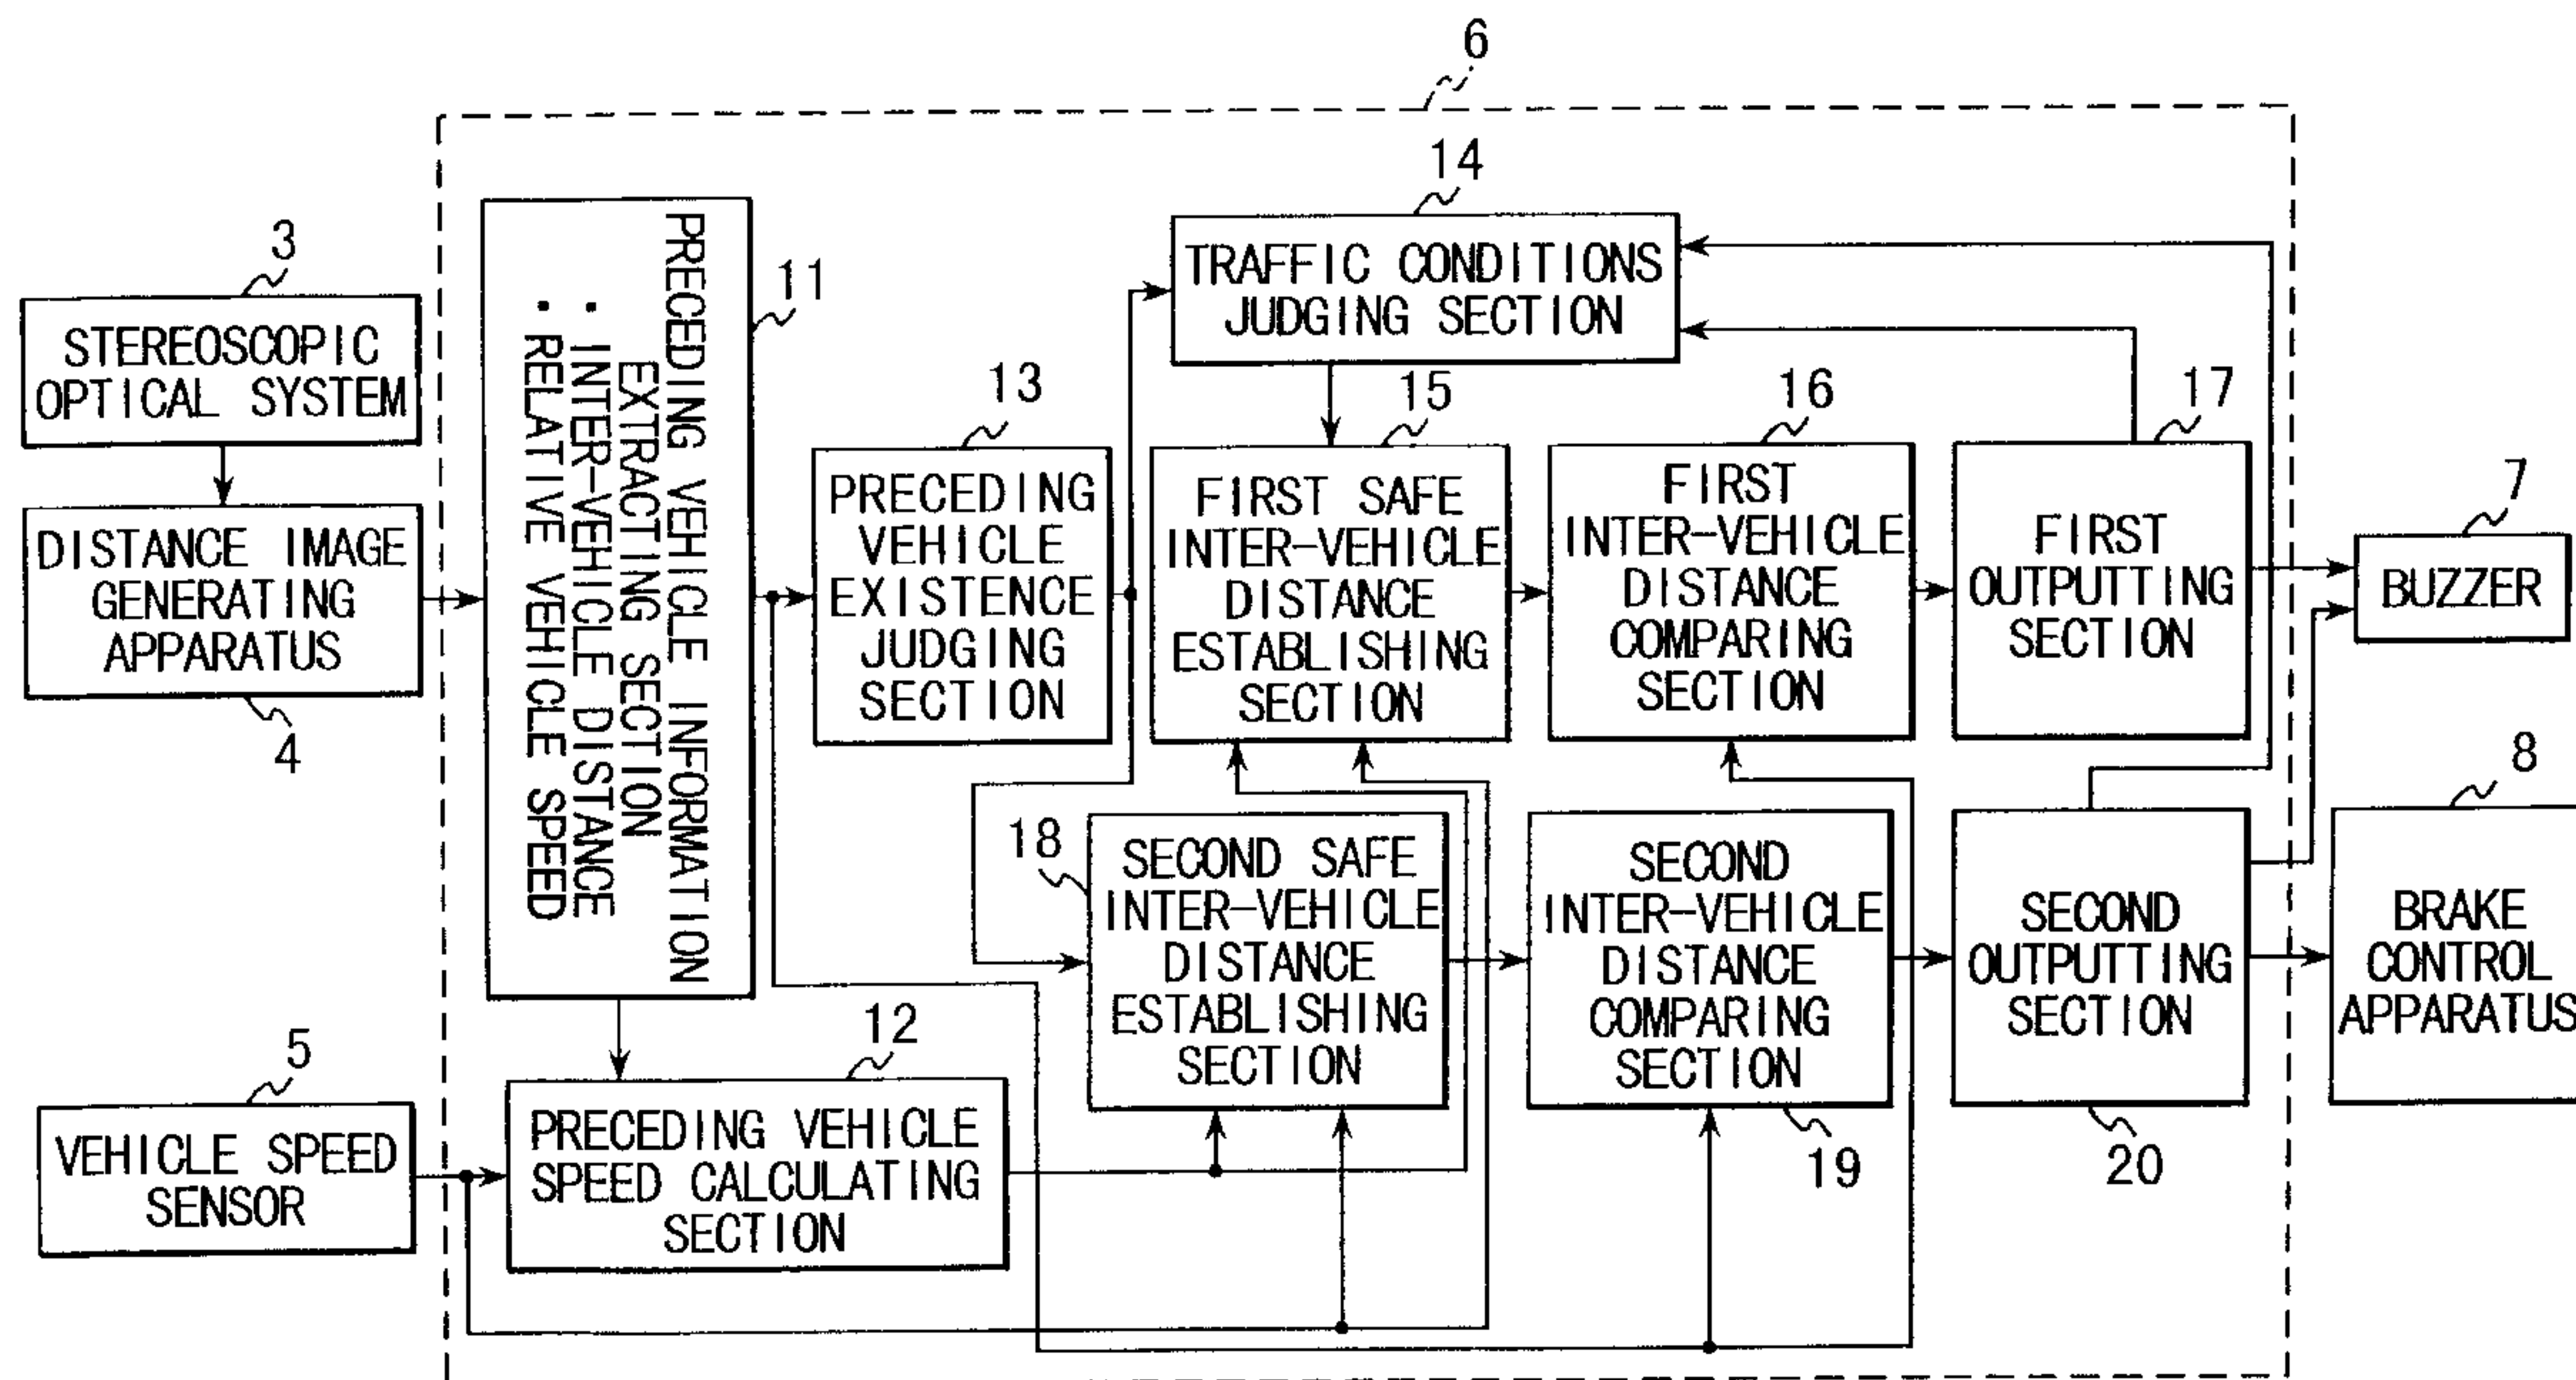 6
3
STEREOSCOPIC
OPTICAL SYSTEM
DISTANCE IMAGE
GENERATING
APPARATUS
4
5
VEHICLE SPEED
SENSOR
11
PRECEDING VEHICLE INFORMATION
EXTRACTING SECTION
• INTER-VEHICLE DISTANCE
• RELATIVE VEHICLE SPEED
12
PRECEDING VEHICLE
SPEED CALCULATING
SECTION
13
PRECEDING
VEHICLE
EXISTENCE
JUDGING
SECTION
14
TRAFFIC CONDITIONS
JUDGING SECTION
15
FIRST SAFE
INTER-VEHICLE
DISTANCE
ESTABLISHING
SECTION
16
FIRST
INTER-VEHICLE
DISTANCE
COMPARING
SECTION
17
FIRST
OUTPUTTING
SECTION
7
BUZZER
18
SECOND SAFE
INTER-VEHICLE
DISTANCE
ESTABLISHING
SECTION
SECOND
INTER-VEHICLE
DISTANCE
COMPARING
SECTION
19
SECOND
OUTPUTTING
SECTION
20
8
BRAKE
CONTROL
APPARATUS